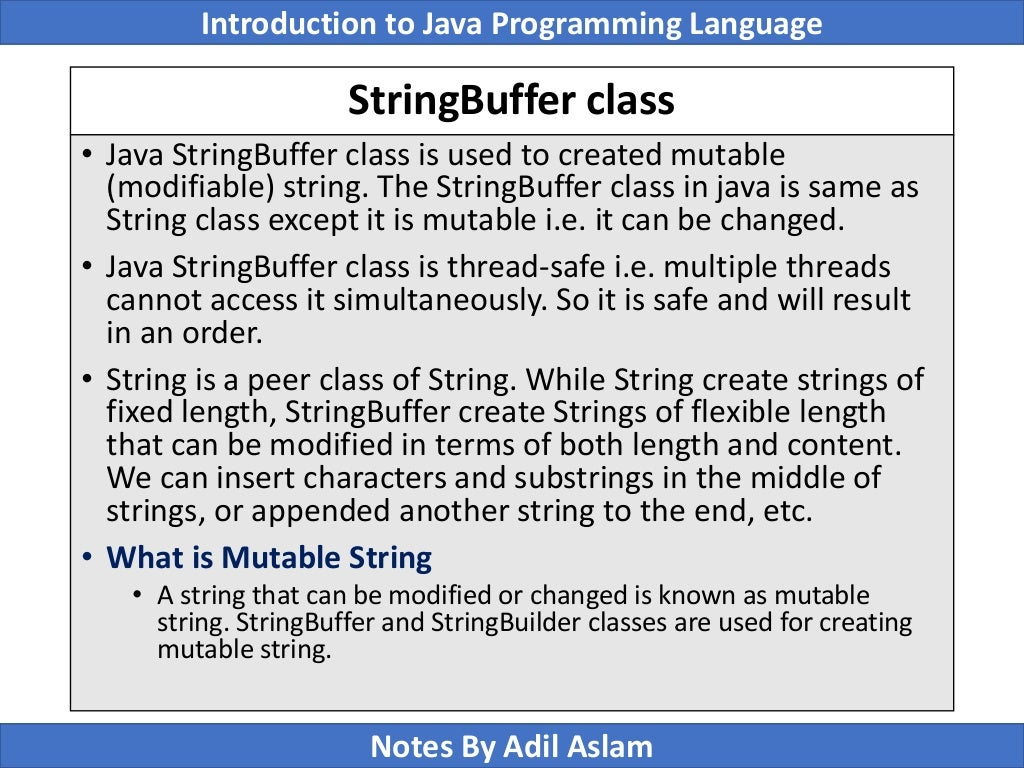 Introduction to Java Programming Language
StringBuffer class
• Java StringBuffer class is used to created mutable
(modifiable) string. The StringBuffer class in java is same as
String class except it is mutable i.e. it can be changed.
• Java StringBuffer class is thread-safe i.e. multiple threads
cannot access it simultaneously. So it is safe and will result
in an order.
• String is a peer class of String. While String create strings of
fixed length, StringBuffer create Strings of flexible length
that can be modified in terms of both length and content.
We can insert characters and substrings in the middle of
strings, or appended another string to the end, etc.
• What is Mutable String
• A string that can be modified or changed is known as mutable
string. StringBuffer and StringBuilder classes are used for creating
mutable string.
Notes By Adil Aslam